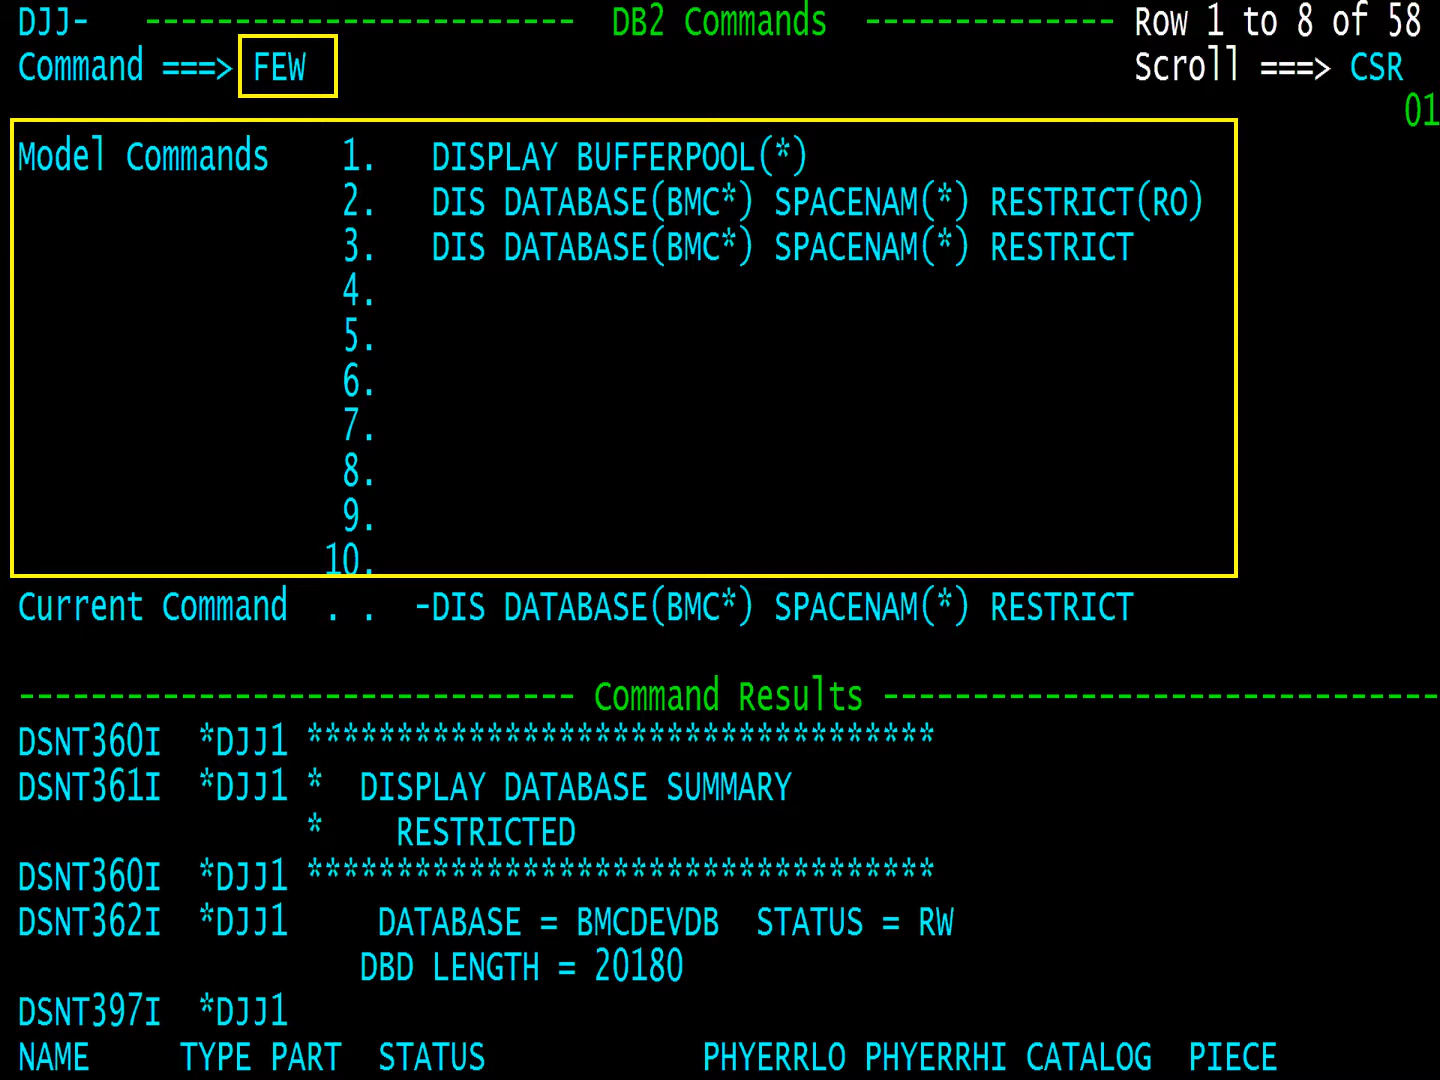 DJJ- ------------------------ DB2 Commands -------------- Row 1 to 8 of 58
Command ===> FEW Scroll ===> CSR
01
Model Commands 1. DISPLAY BUFFERPOOL(*)
2. DIS DATABASE(BMC*) SPACENAM(*) RESTRICT(RO)
3. DIS DATABASE(BMC*) SPACENAM(*) RESTRICT
4.
5.
6.
7.
8.
9.
10.
Current Command . . -DIS DATABASE(BMC*) SPACENAM(*) RESTRICT
------------------------------- Command Results -------------------------------
DSNT360I *DJJ1 ***********************************
DSNT361I *DJJ1 * DISPLAY DATABASE SUMMARY
* RESTRICTED
DSNT360I *DJJ1 ***********************************
DSNT362I *DJJ1 DATABASE = BMCDEVDB STATUS = RW
DBD LENGTH = 20180
DSNT397I *DJJ1
NAME TYPE PART STATUS PHYERRLO PHYERRHI CATALOG PIECE